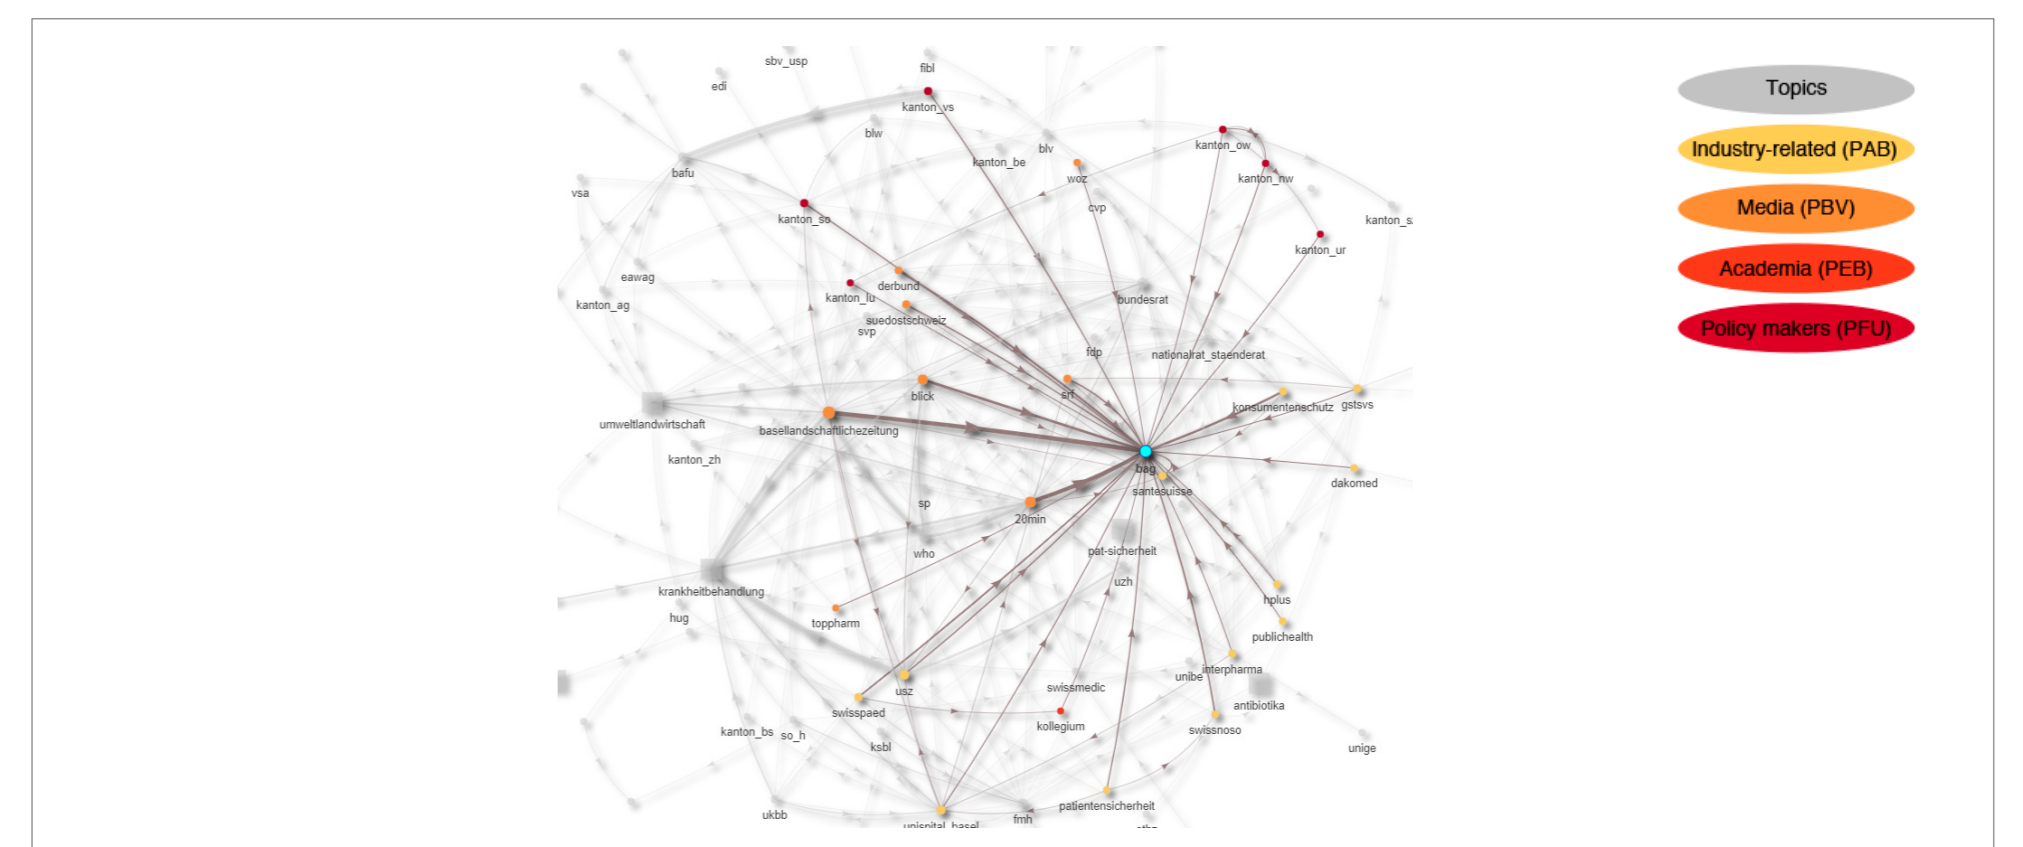 sbv_usp
fibl
edi
kanton_vs
blw
kanton_ow
blv
kanton_be
bafu
woz
kanton_nw
vsa
cvp
kanton_so
kanton_s
kanton_ur
eawag
derbund
kanton_lu
bundesrat
kanton_ag
suedostschweiz
svp
fdp
nationalrat_staenderat
blick
srf
konsumentenschutz
gstsvs
umweltlandwirtschaft
basellandschaftlichezeitung
kanton_zh
bag
dakomed
santesuisse
sp
20min
who
pat-sicherheit
uzh
krankheitbehandlung
hplus
hug
toppharm
publichealth
interpharma
unibe
usz
swissmedic
antibiotika
swisspaed
kollegium
swissnoso
kanton_bs
so_h
ksbl
unige
patientensicherheit
ukbb
fmh
unispital_basel
Topics
Industry-related (PAB)
Media (PBV)
Academia (PEB)
Policy makers (PFU)